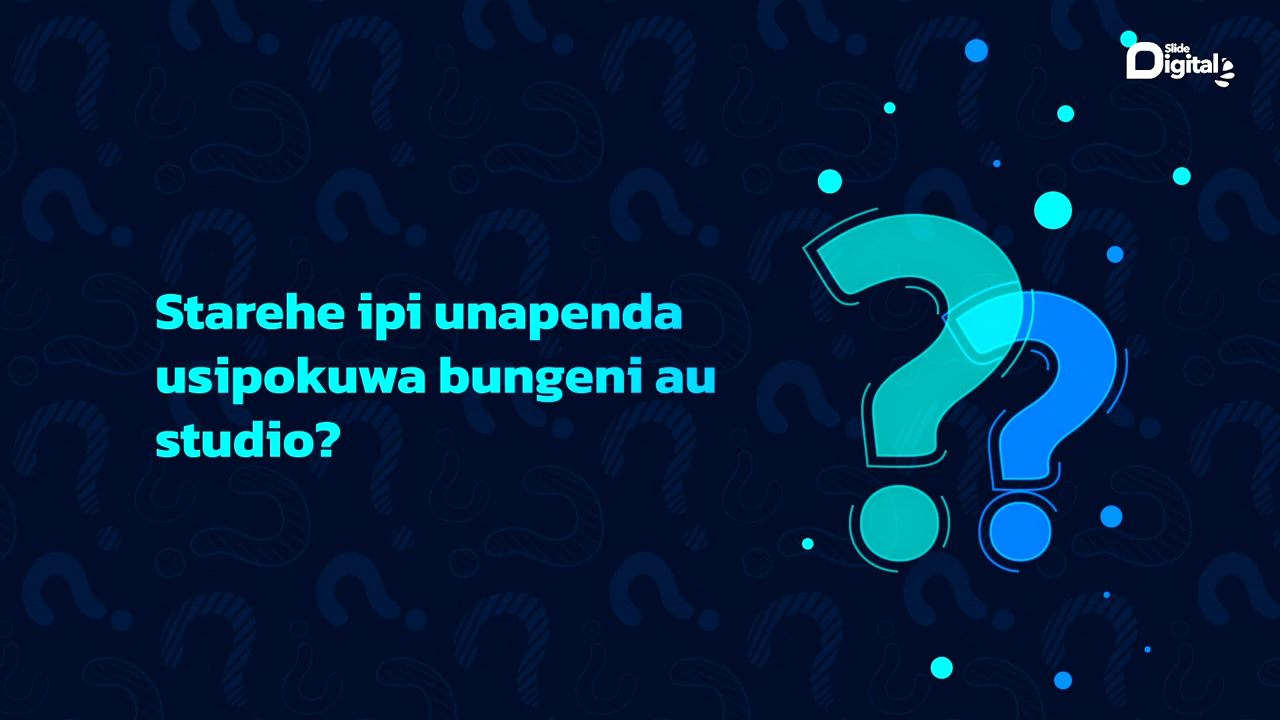 Slide
Digital
Starehe ipi unapenda
usipokuwa bungeni au
studio?